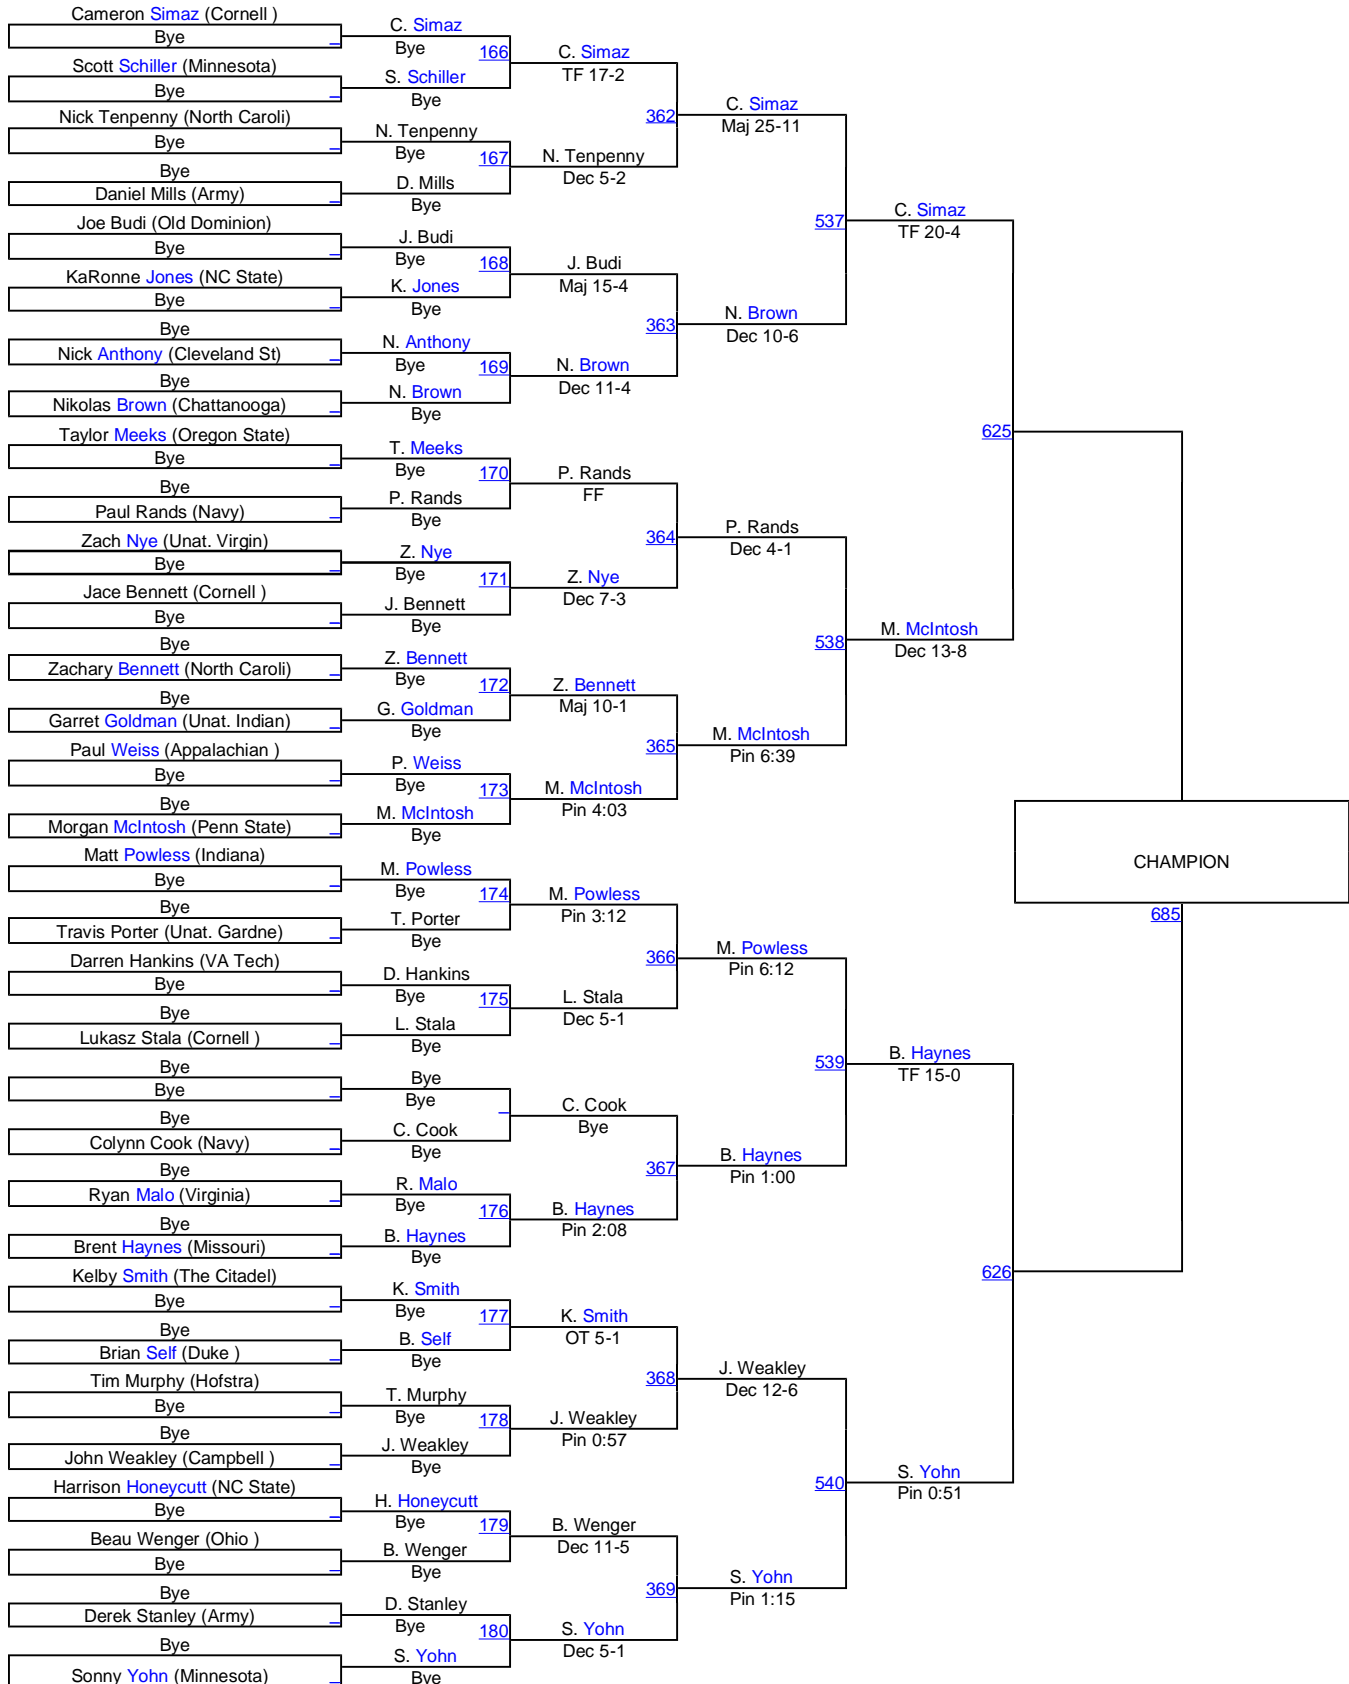 Cameron Simaz (Cornell )
Bye
Scott Schiller (Minnesota)
Bye
Nick Tenpenny (North Caroli)
Bye
Bye
Daniel Mills (Army)
Joe Budi (Old Dominion)
Bye
KaRonne Jones (NC State)
Bye
Bye
Nick Anthony (Cleveland St)
Bye
Nikolas Brown (Chattanooga)
Taylor Meeks (Oregon State)
Bye
Bye
Paul Rands (Navy)
Zach Nye (Unat. Virgin)
Bye
Jace Bennett (Cornell )
Bye
Bye
Zachary Bennett (North Caroli)
Bye
Garret Goldman (Unat. Indian)
Paul Weiss (Appalachian )
Bye
Bye
Morgan McIntosh (Penn State)
Matt Powless (Indiana)
Bye
Bye
Travis Porter (Unat. Gardne)
Darren Hankins (VA Tech)
Bye
Bye
Lukasz Stala (Cornell )
Bye
Bye
Bye
Colynn Cook (Navy)
Bye
Ryan Malo (Virginia)
Bye
Brent Haynes (Missouri)
Kelby Smith (The Citadel)
Bye
Bye
Brian Self (Duke )
Tim Murphy (Hofstra)
Bye
Bye
John Weakley (Campbell )
Harrison Honeycutt (NC State)
Bye
Beau Wenger (Ohio )
Bye
Bye
Derek Stanley (Army)
Bye
Sonny Yohn (Minnesota)
C. Simaz
Bye
166
S. Schiller
Bye
N. Tenpenny
Bye
167
D. Mills
Bye
J. Budi
Bye
168
K. Jones
Bye
N. Anthony
Bye
169
N. Brown
Bye
T. Meeks
Bye
170
P. Rands
Bye
Z. Nye
Bye
171
J. Bennett
Bye
Z. Bennett
Bye
172
G. Goldman
Bye
P. Weiss
Bye
173
M. McIntosh
Bye
M. Powless
Bye
174
T. Porter
Bye
D. Hankins
Bye
175
L. Stala
Bye
Bye
Bye
C. Cook
Bye
R. Malo
Bye
176
B. Haynes
Bye
K. Smith
Bye
177
B. Self
Bye
T. Murphy
Bye
178
J. Weakley
Bye
H. Honeycutt
Bye
179
B. Wenger
Bye
D. Stanley
Bye
180
S. Yohn
Bye
C. Simaz
TF 17-2
362
N. Tenpenny
Dec 5-2
J. Budi
Maj 15-4
363
N. Brown
Dec 11-4
P. Rands
FF
364
Z. Nye
Dec 7-3
Z. Bennett
Maj 10-1
365
M. McIntosh
Pin 4:03
M. Powless
Pin 3:12
366
L. Stala
Dec 5-1
C. Cook
Bye
367
B. Haynes
Pin 2:08
K. Smith
OT 5-1
368
J. Weakley
Pin 0:57
B. Wenger
Dec 11-5
369
S. Yohn
Dec 5-1
C. Simaz
Maj 25-11
537
N. Brown
Dec 10-6
P. Rands
Dec 4-1
538
M. McIntosh
Pin 6:39
M. Powless
Pin 6:12
539
B. Haynes
Pin 1:00
J. Weakley
Dec 12-6
540
S. Yohn
Pin 1:15
C. Simaz
TF 20-4
625
M. McIntosh
Dec 13-8
B. Haynes
TF 15-0
626
S. Yohn
Pin 0:51
CHAMPION
685